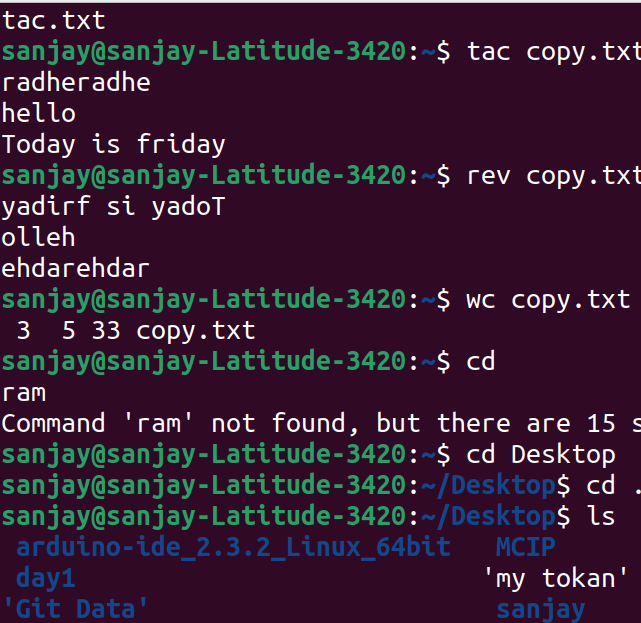 tac.txt
sanjay@sanjay-Latitude-3420:~$ tac copy.txt
radheradhe
hello
Today is friday
sanjay@sanjay-Latitude-3420:~$ rev copy.txt
yadirf si yadoT
olleh
ehdarehdar
sanjay@sanjay-Latitude-3420:~$ wc copy.txt
 3  5 33 copy.txt
sanjay@sanjay-Latitude-3420:~$ cd
ram
Command 'ram' not found, but there are 15 s
sanjay@sanjay-Latitude-3420:~$ cd Desktop
sanjay@sanjay-Latitude-3420:~/Desktop$ cd .
sanjay@sanjay-Latitude-3420:~/Desktop$ ls
 arduino-ide_2.3.2_Linux_64bit   MCIP
 day1                           'my tokan'
'Git Data'                       sanjay